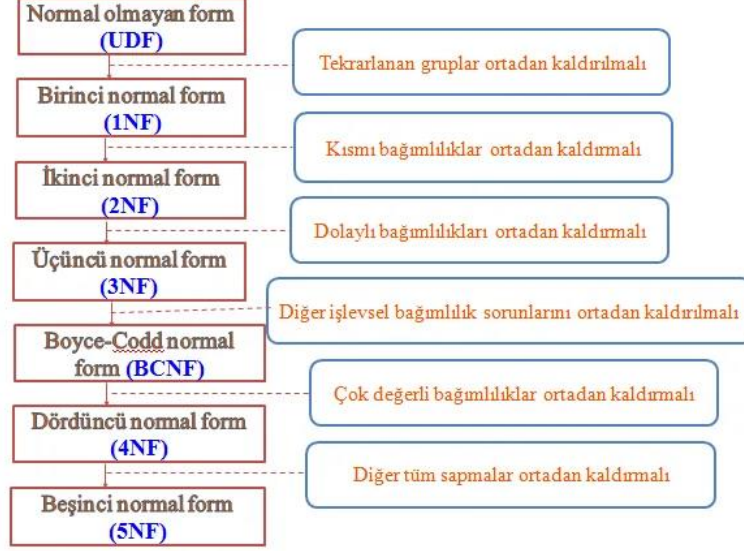 Normal olmayan form
(UDF)
Tekrarlanan gruplar ortadan kaldırılmalı
Birinci normal form
(1NF)
Kısmı bağımlılıklar ortadan kaldırmalı
İkinci normal form
(2NF)
Dolaylı bağımlılıkları ortadan kaldırmalı
Üçüncü normal form
(3NF)
Diğer işlevsel bağımlılık sorunlarını ortadan kaldırılmalı
Boyce-Codd normal
form (BCNF)
Çok değerli bağımlılıklar ortadan kaldırmalı
Dördüncü normal form
(4NF)
Diğer tüm sapmalar ortadan kaldırmalı
Beşinci normal form
(5NF)